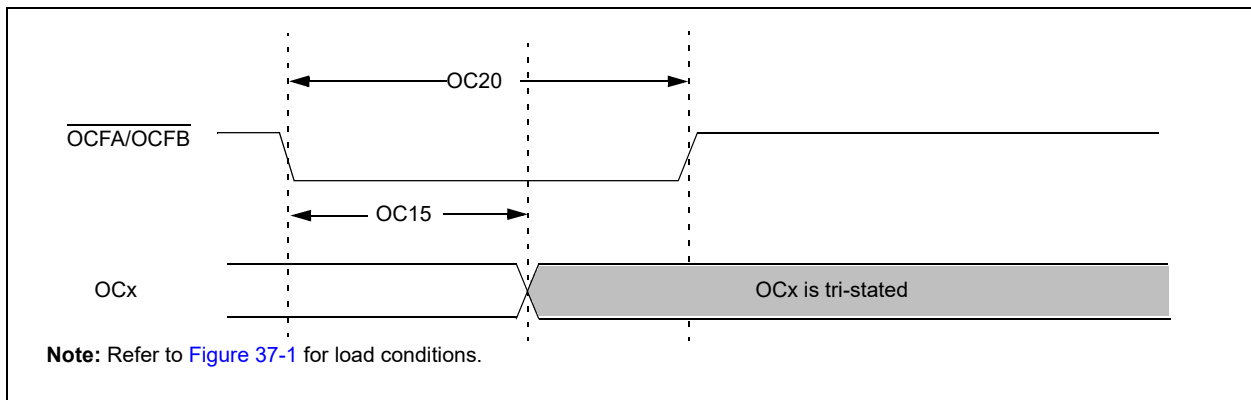 OC20
OCFA/OCFB
OC15
OCx
OCx is tri-stated
Note: Refer to Figure 37-1 for load conditions.